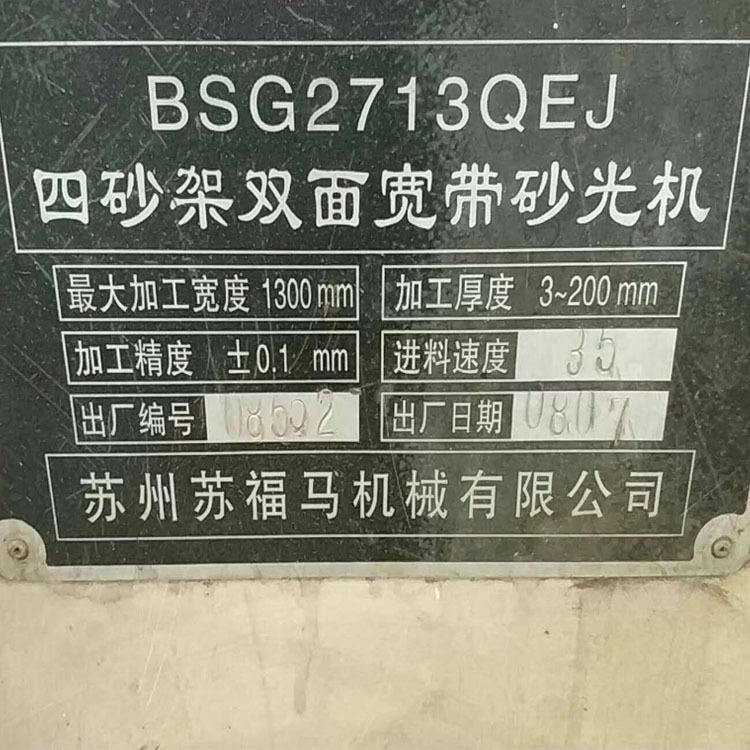 BSG2713QEJ
四砂架双面宽带砂光机
最大加工宽度 1300 mm 加工厚度 3~200 mm
加工精度 ±0.1 mm 进料速度 35
出厂编号 出厂日期 0807
苏州苏福马机械有限公司